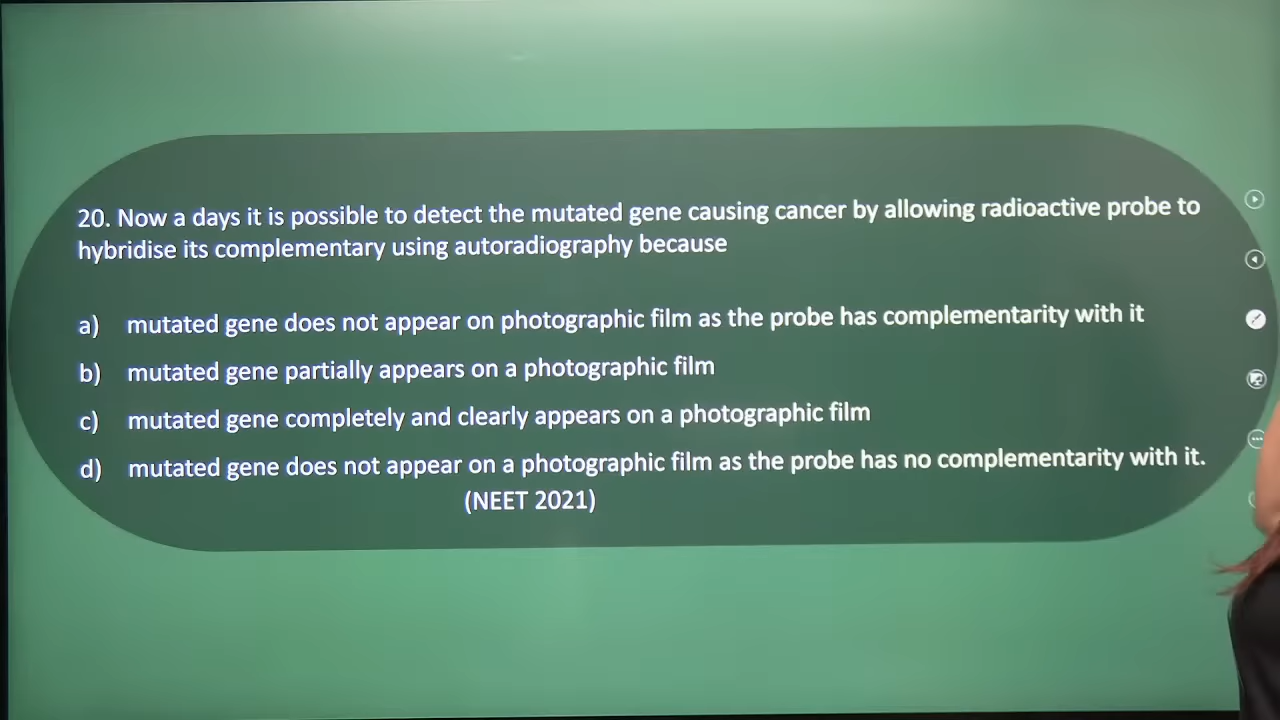 20. Now a days it is possible to detect the mutated gene causing cancer by allowing radioactive probe to
hybridise its complementary using autoradiography because
a) mutated gene does not appear on photographic film as the probe has complementarity with it
b) mutated gene partially appears on a photographic film
c) mutated gene completely and clearly appears on a photographic film
d) mutated gene does not appear on a photographic film as the probe has no complementarity with it.
(NEET 2021)